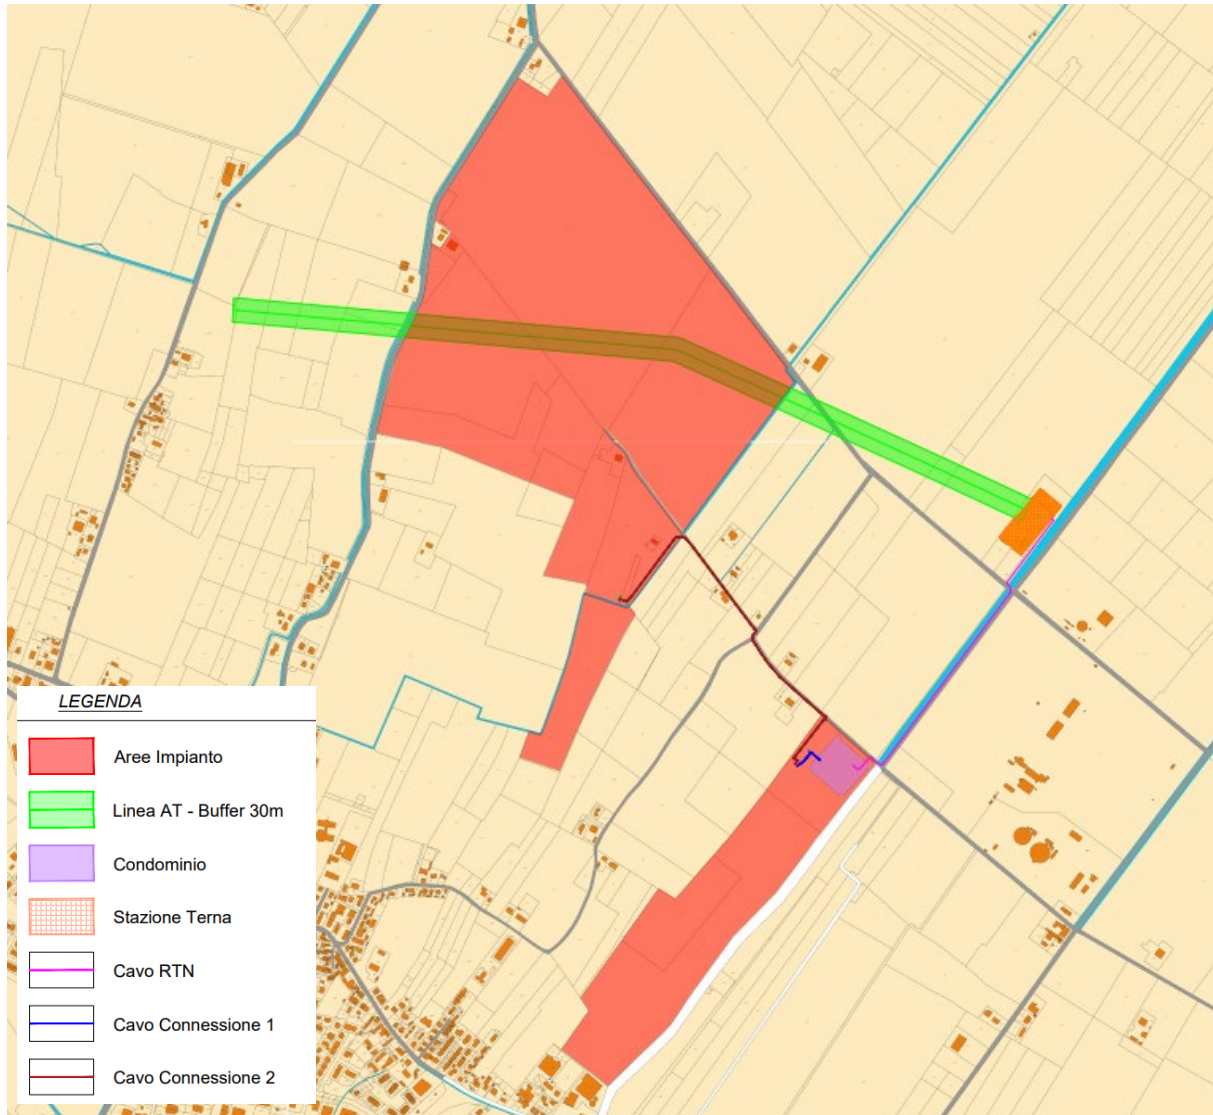 LEGENDA
Aree Impianto
Linea AT - Buffer 30m
Condominio
Stazione Terna
Cavo RTN
Cavo Connessione 1
Cavo Connessione 2